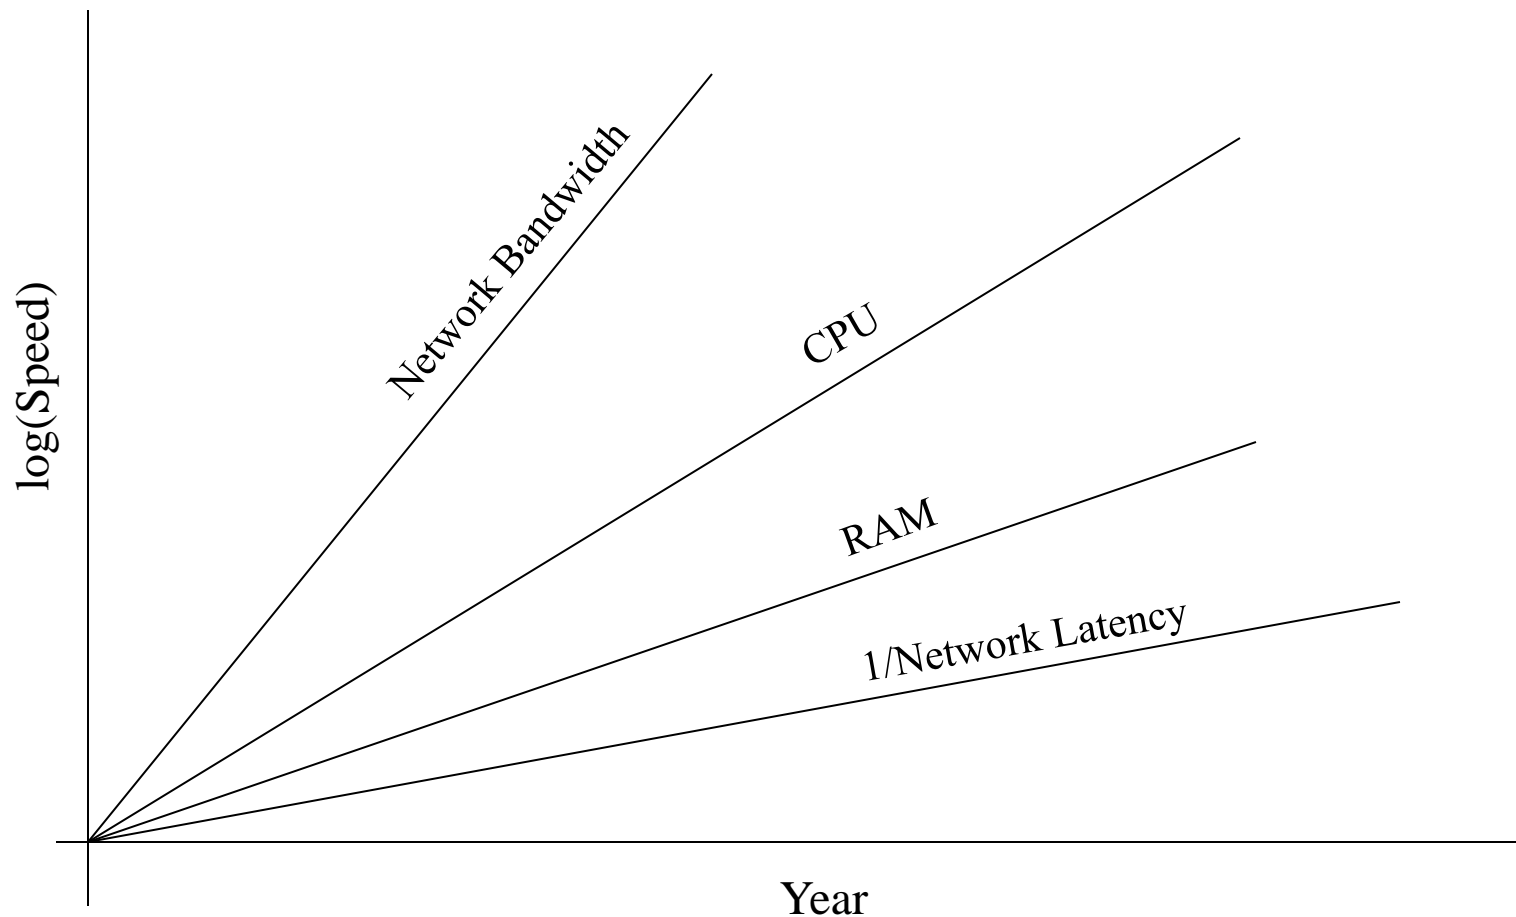 Network Bandwidth
CPU
log(Speed)
RAM
1/Network Latency
Year